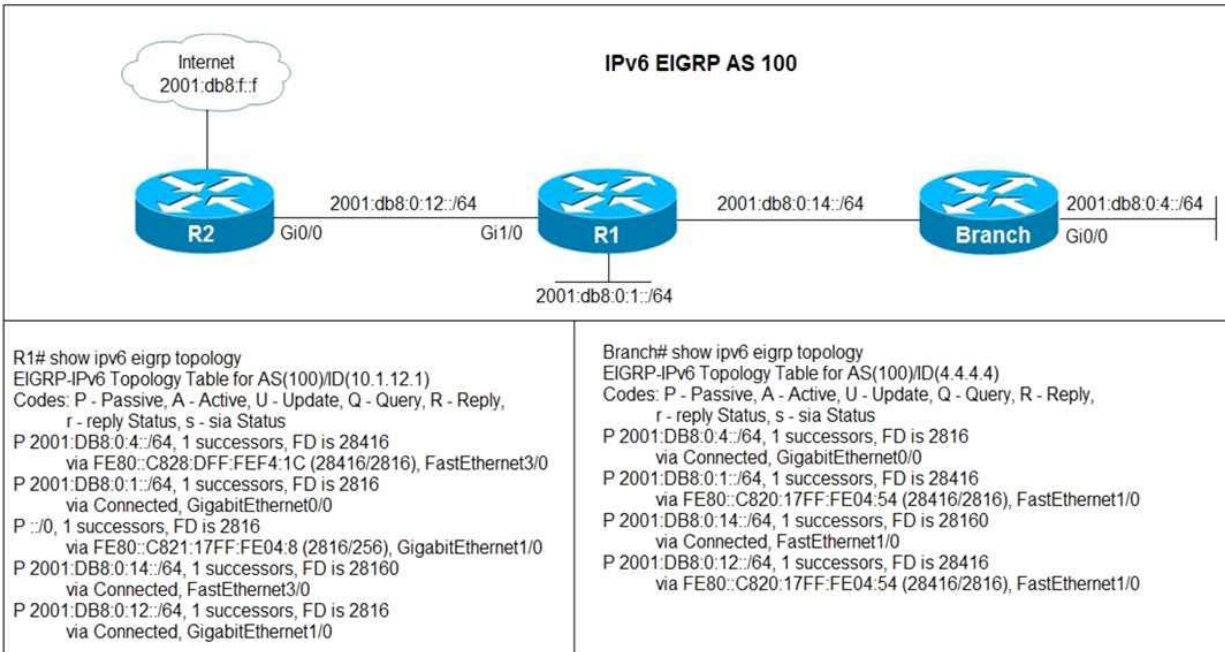 Internet
2001:db8:f::f
IPv6 EIGRP AS 100
2001:db8:0:12::/64
2001:db8:0:14::/64
2001:db8:0:4::/64
R2
Gi0/0
Gi1/0
R1
Branch
Gi0/0
2001:db8:0:1::/64
R1# show ipv6 eigrp topology
EIGRP-IPv6 Topology Table for AS(100)/ID(10.1.12.1)
Codes: P - Passive, A - Active, U - Update, Q - Query, R - Reply,
r - reply Status, s - sia Status
P 2001:DB8:0:4::/64, 1 successors, FD is 28416
via FE80::C828:DFF:FEF4:1C (28416/2816), FastEthernet3/0
P 2001:DB8:0:1::/64, 1 successors, FD is 2816
via Connected, GigabitEthernet0/0
P ::/0, 1 successors, FD is 2816
via FE80::C821:17FF:FE04:8 (2816/256), GigabitEthernet1/0
P 2001:DB8:0:14::/64, 1 successors, FD is 28160
via Connected, FastEthernet3/0
P 2001:DB8:0:12::/64, 1 successors, FD is 2816
via Connected, GigabitEthernet1/0
Branch# show ipv6 eigrp topology
EIGRP-IPv6 Topology Table for AS(100)/ID(4.4.4.4)
Codes: P - Passive, A - Active, U - Update, Q - Query, R - Reply,
r - reply Status, s - sia Status
P 2001:DB8:0:4::/64, 1 successors, FD is 2816
via Connected, GigabitEthernet0/0
P 2001:DB8:0:1::/64, 1 successors, FD is 28416
via FE80::C820:17FF:FE04:54 (28416/2816), FastEthernet1/0
P 2001:DB8:0:14::/64, 1 successors, FD is 28160
via Connected, FastEthernet1/0
P 2001:DB8:0:12::/64, 1 successors, FD is 28416
via FE80::C820:17FF:FE04:54 (28416/2816), FastEthernet1/0